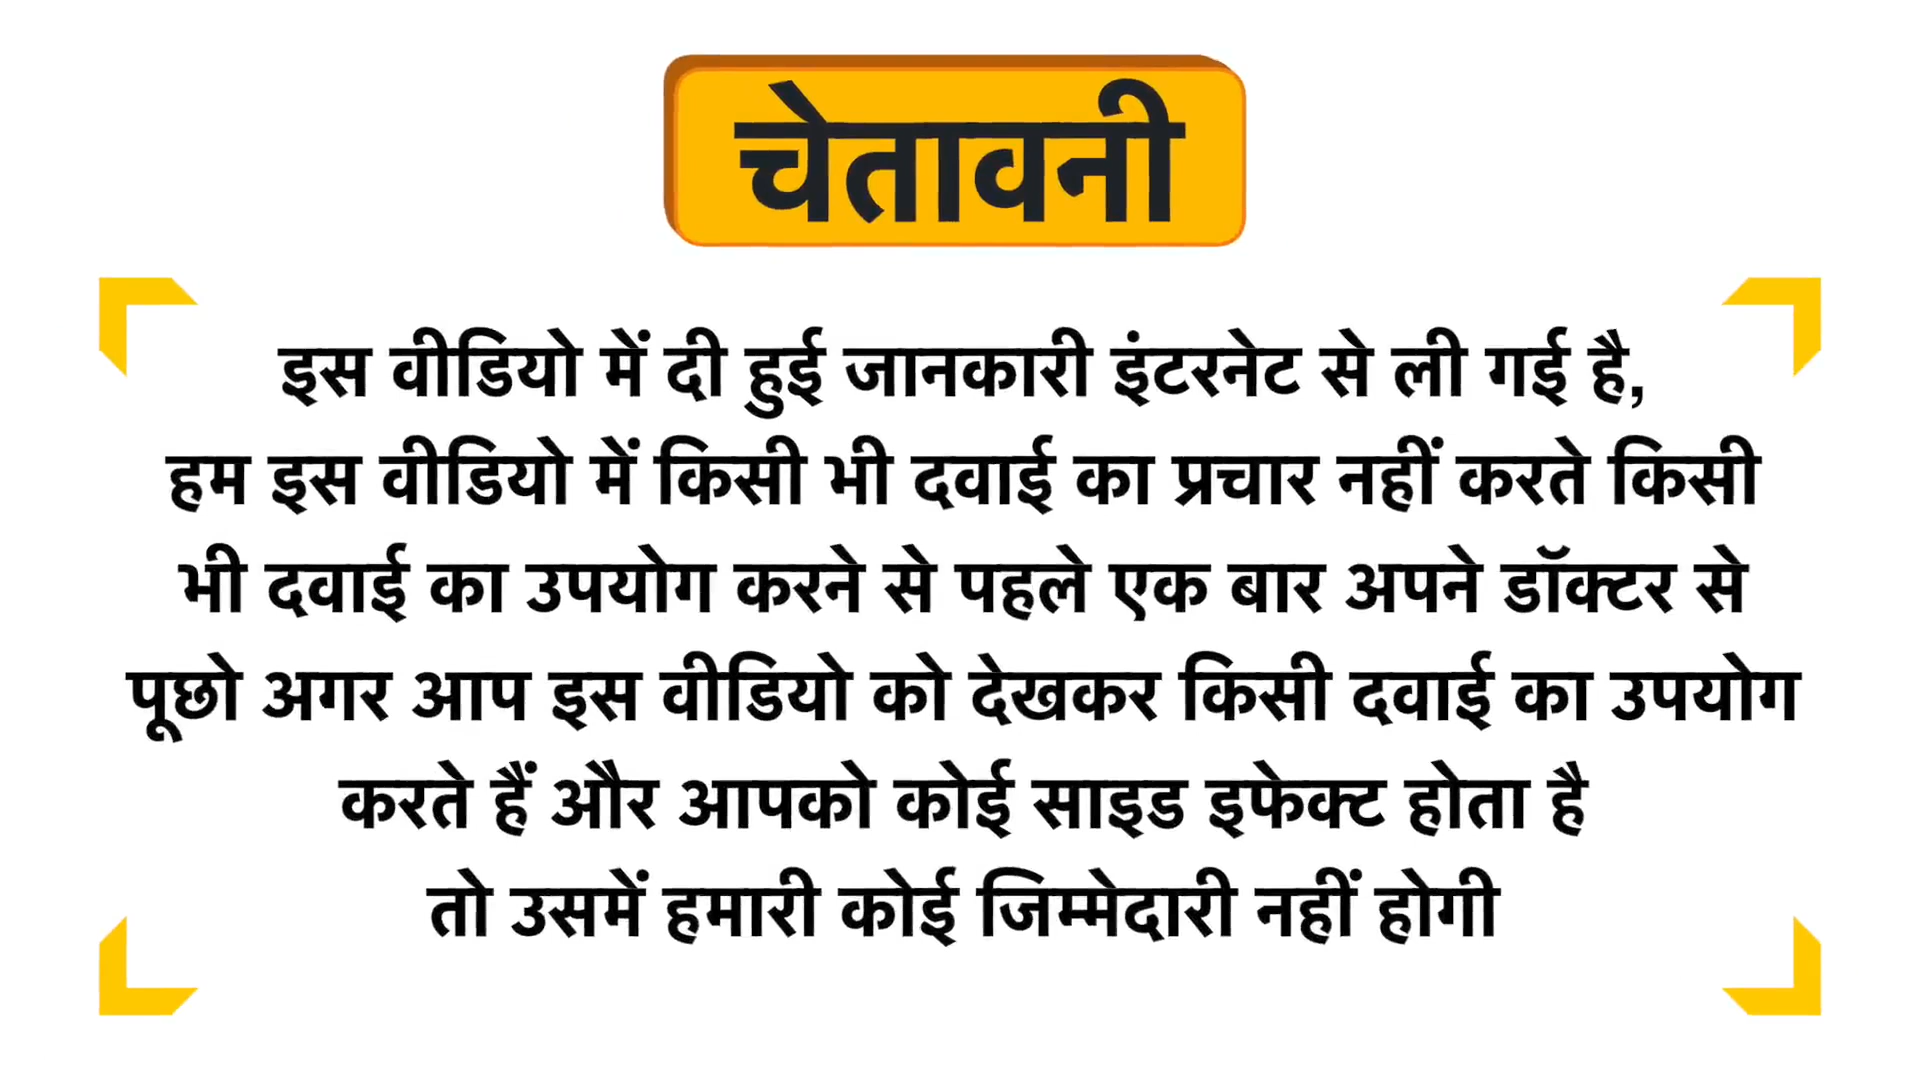 चेतावनी
इस वीडियो में दी हुई जानकारी इंटरनेट से ली गई है,
हम इस वीडियो में किसी भी दवाई का प्रचार नहीं करते किसी
भी दवाई का उपयोग करने से पहले एक बार अपने डॉक्टर से
पूछो अगर आप इस वीडियो को देखकर किसी दवाई का उपयोग
करते हैं और आपको कोई साइड इफेक्ट होता है
तो उसमें हमारी कोई जिम्मेदारी नहीं होगी